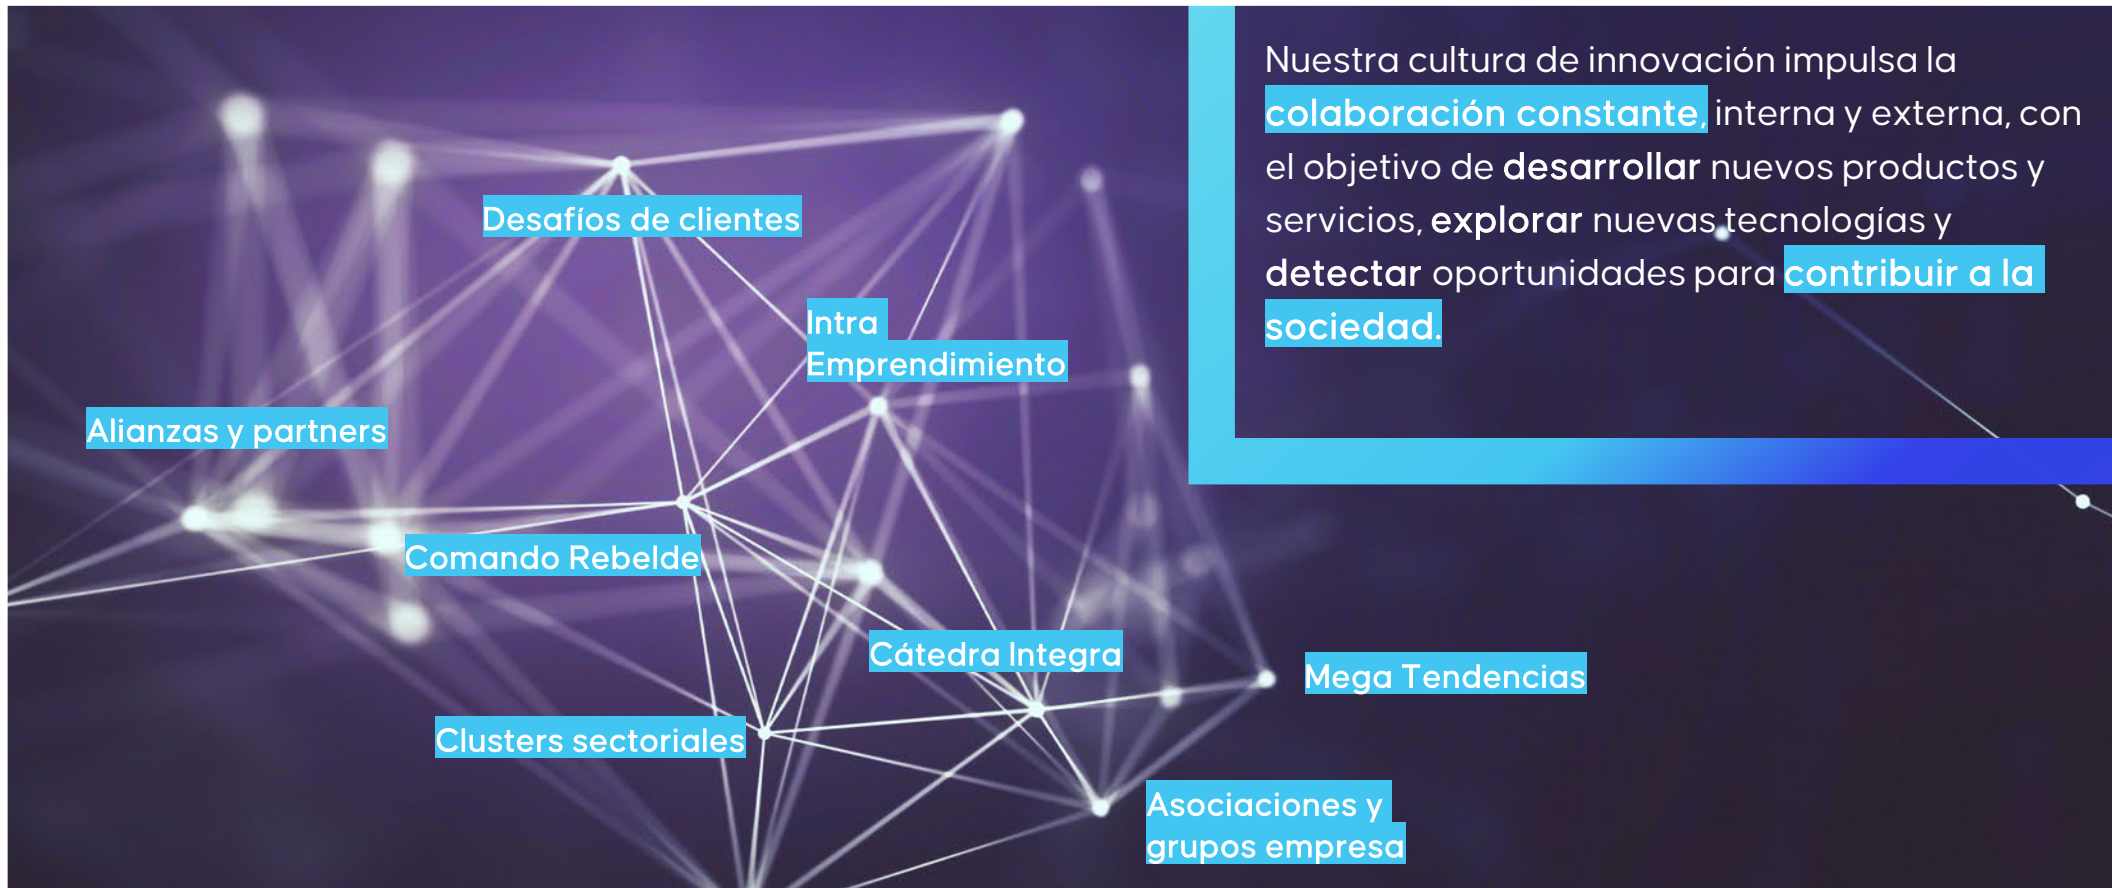 Nuestra cultura de innovación impulsa la
colaboración constante, interna y externa, con
el objetivo de desarrollar nuevos productos y
servicios, explorar nuevas tecnologías y
detectar oportunidades para contribuir a la
sociedad.
Desafíos de clientes
Intra
Emprendimiento
Alianzas y partners
Comando Rebelde
Cátedra Integra
Mega Tendencias
Clusters sectoriales
Asociaciones y
grupos empresa